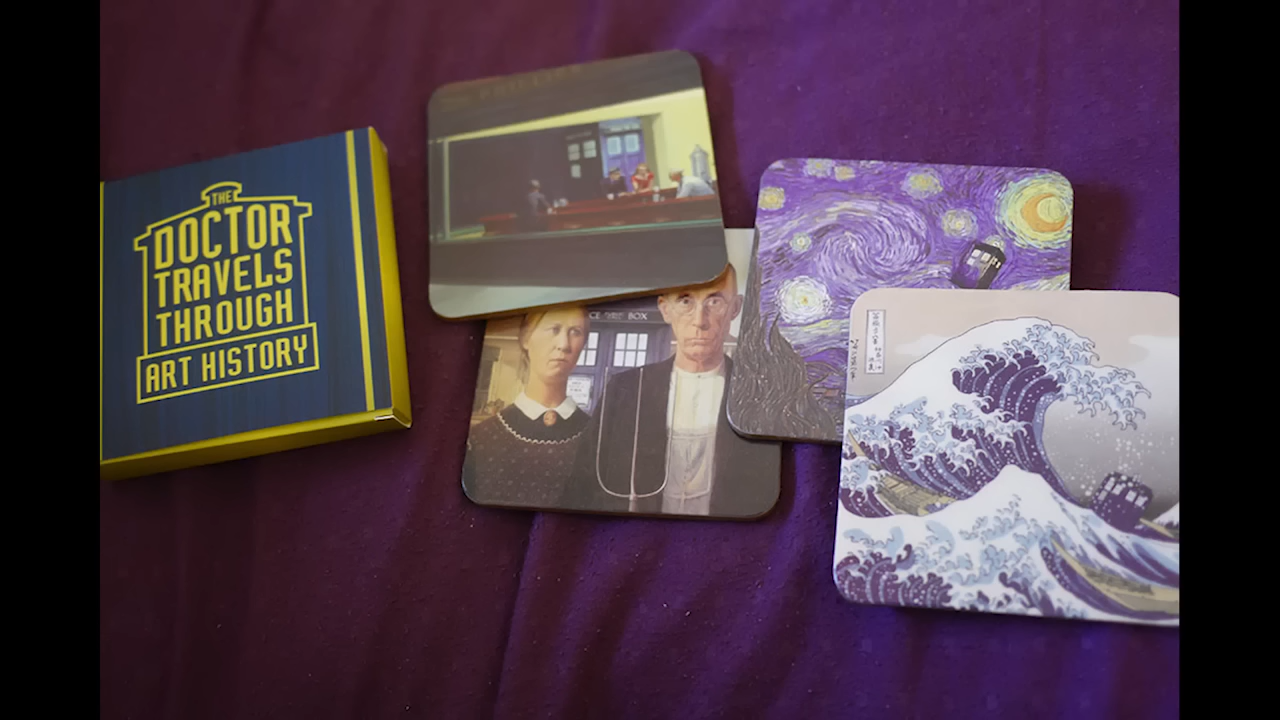 THE
DOCTOR
TRAVELS
THROUGH
ART HISTORY
BOX